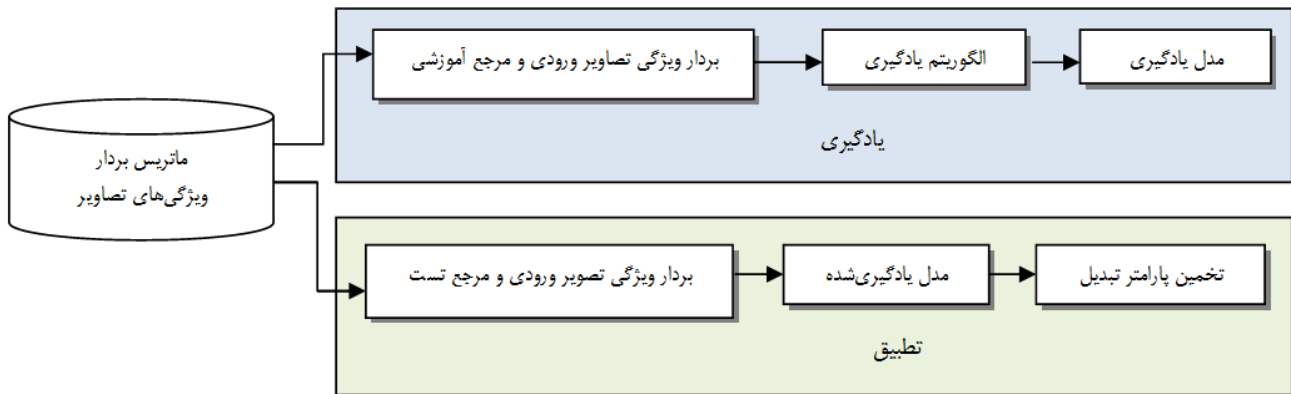 ماتریس بردار
ویژگی‌های تصاویر
بردار ویژگی تصاویر ورودی و مرجع آموزشی
الگوریتم یادگیری
مدل یادگیری
یادگیری
بردار ویژگی تصویر ورودی و مرجع تست
مدل یادگیری‌شده
تخمین پارامتر تبدیل
تطبیق